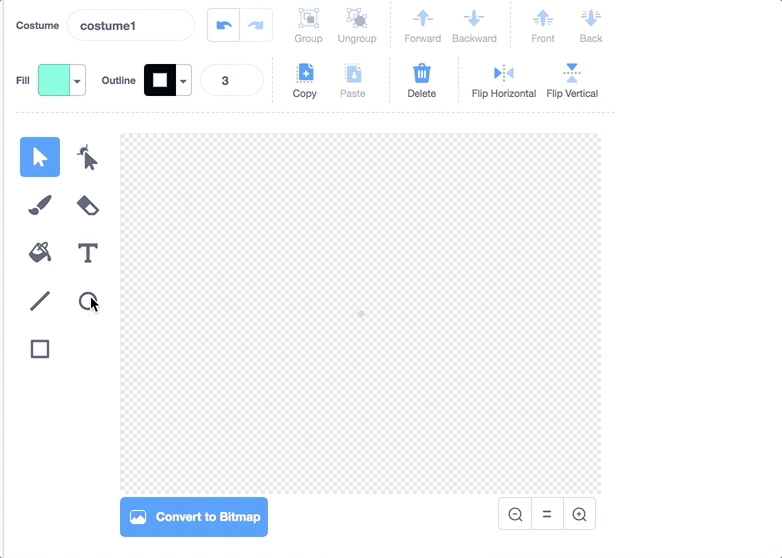 Costume costume1
Group Ungroup Forward Backward Front Back
Fill Outline 3
Copy Paste Delete Flip Horizontal Flip Vertical
T
Convert to Bitmap